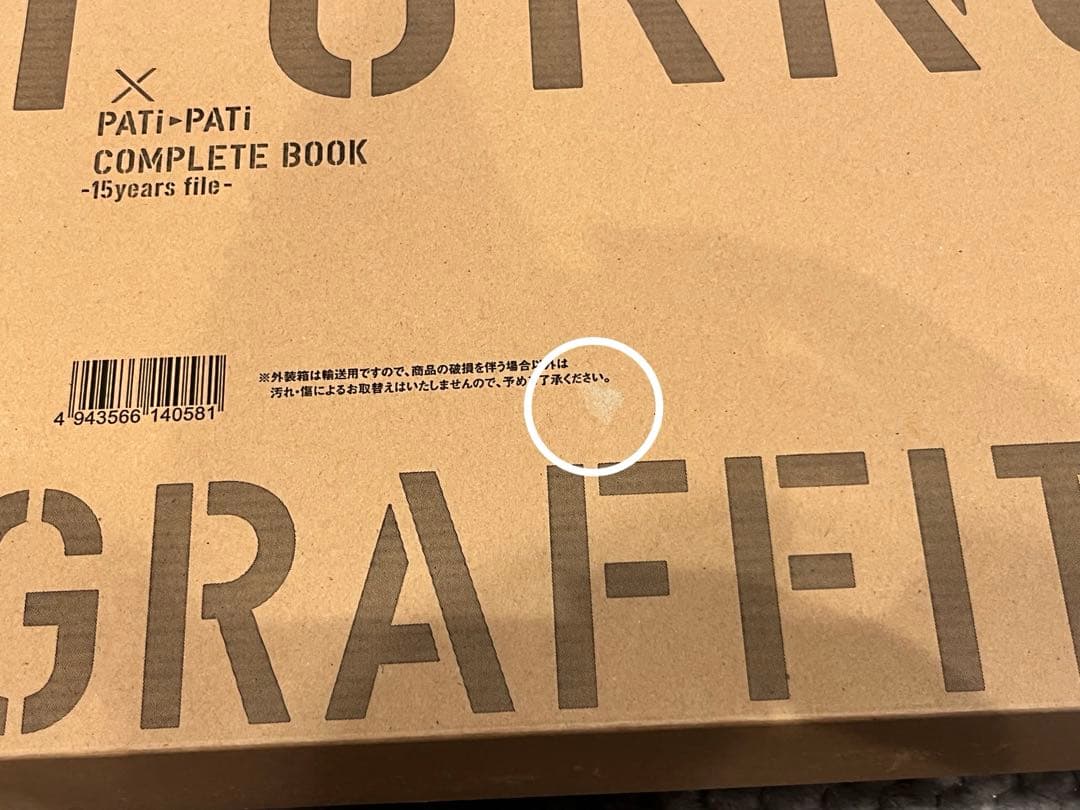 PORNO
×
PATi▶PATi
COMPLETE BOOK
-15years file-
※外装箱は輸送用ですので、商品の破損を伴う場合以外は
汚れ・傷によるお取替えはいたしませんので、予めご了承ください。
4 943566 140581
GRAFFIT